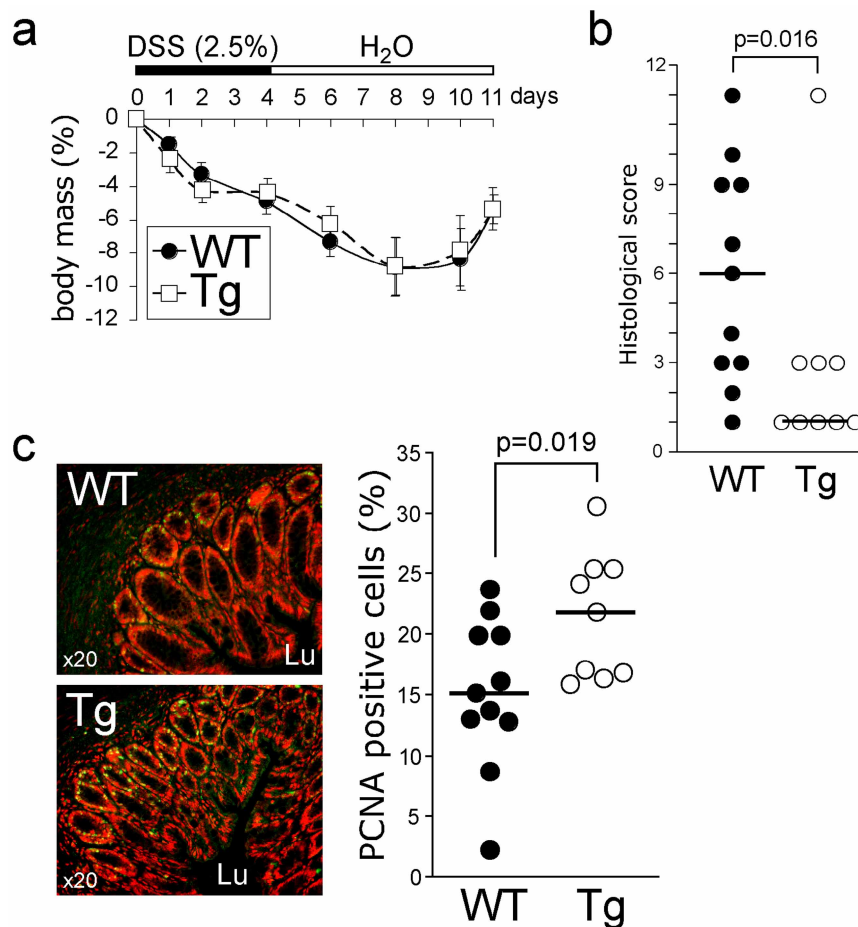 a
DSS (2.5%) H₂O
0 1 2 3 4 5 6 7 8 9 10 11 days
0
-2
-4
-6
-8
-10
-12
body mass (%)
WT
Tg
b
p=0.016
12
9
6
3
0
Histological score
WT Tg
c
WT
Lu
x20
Tg
Lu
x20
p=0.019
35
30
25
20
15
10
5
0
PCNA positive cells (%)
WT Tg